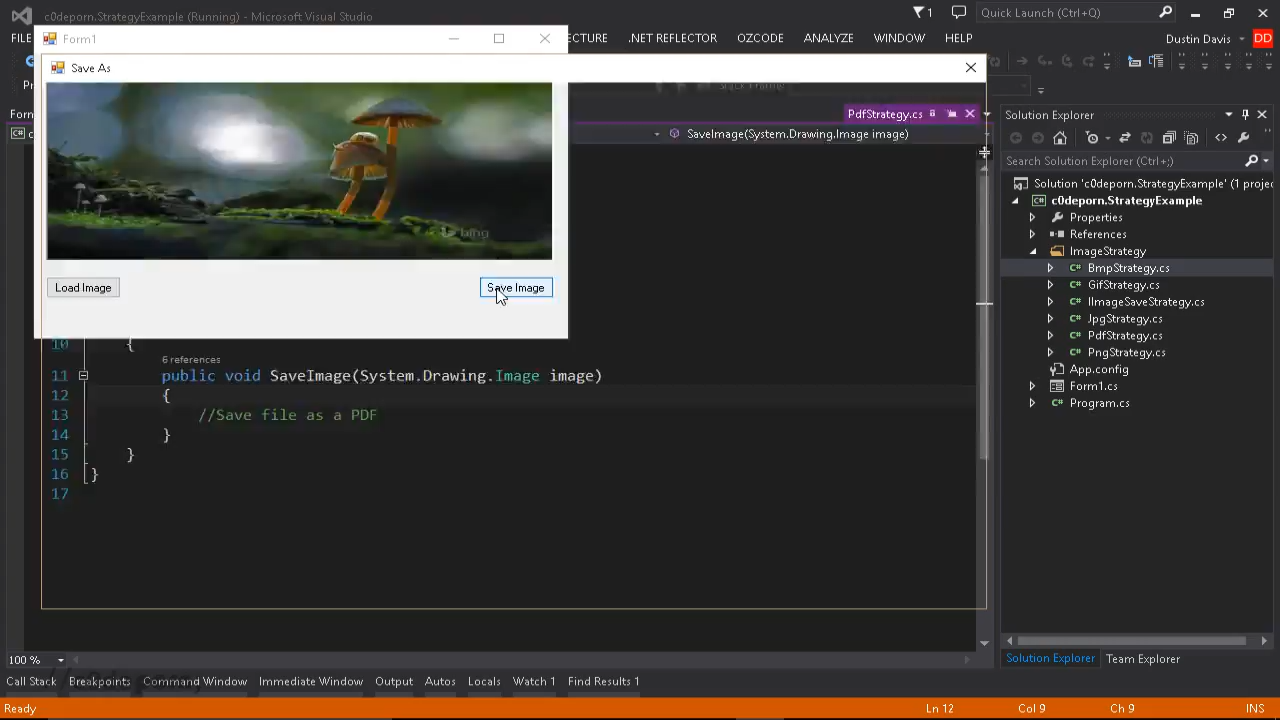 c0deporn.StrategyExample (Running) - Microsoft Visual Studio
1
Quick Launch (Ctrl+Q)
FILE
Form1
ECTURE
.NET REFLECTOR
OZCODE
ANALYZE
WINDOW
HELP
Dustin Davis
DD
Save As
Stack Frame:
PdfStrategy.cs
SaveImage(System.Drawing.Image image)
Load Image
Save Image
bing
10 {
6 references
11 public void SaveImage(System.Drawing.Image image)
12 {
13 //Save file as a PDF
14 }
15 }
16 }
17
100 %
Call Stack
Breakpoints
Command Window
Immediate Window
Output
Autos
Locals
Watch 1
Find Results 1
Ready
Ln 12
Col 9
Ch 9
INS
Solution Explorer
Search Solution Explorer (Ctrl+;)
Solution 'c0deporn.StrategyExample' (1 projec
c0deporn.StrategyExample
Properties
References
ImageStrategy
BmpStrategy.cs
GifStrategy.cs
IImageSaveStrategy.cs
JpgStrategy.cs
PdfStrategy.cs
PngStrategy.cs
App.config
Form1.cs
Program.cs
Solution Explorer
Team Explorer